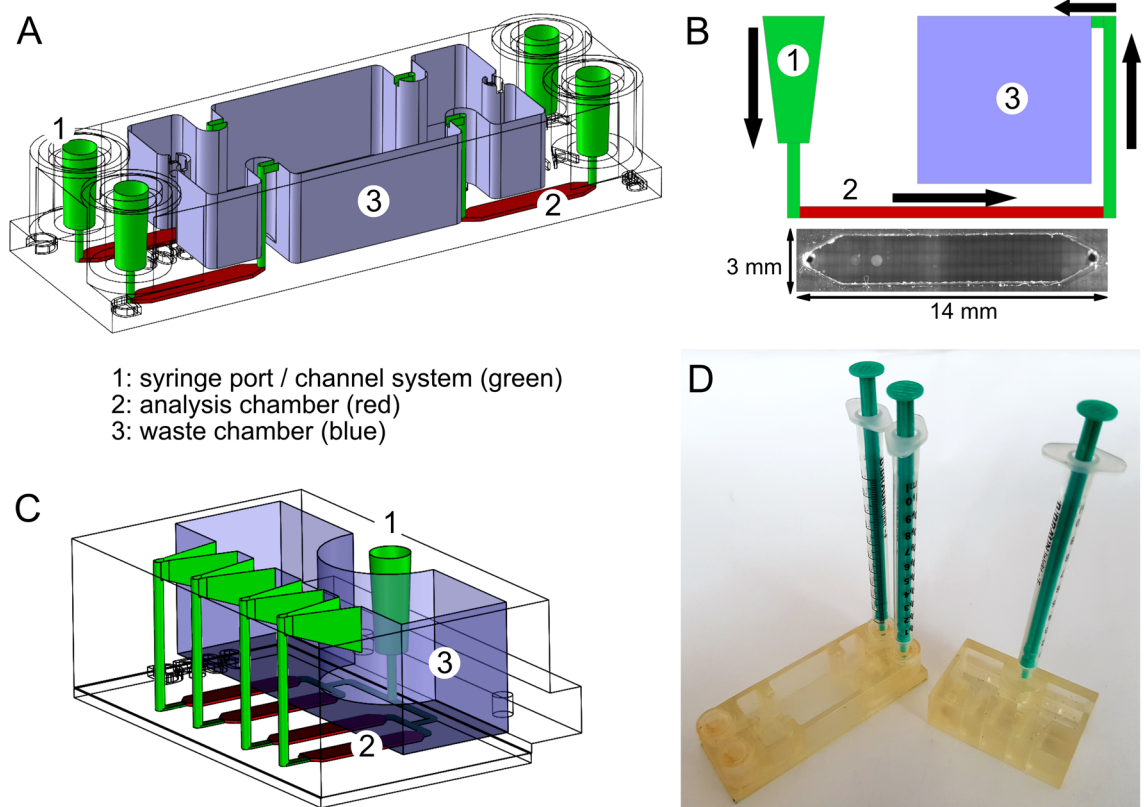 A
1
3
2
B
1
3
2
3 mm
14 mm
1: syringe port / channel system (green)
2: analysis chamber (red)
3: waste chamber (blue)
C
1
3
2
D